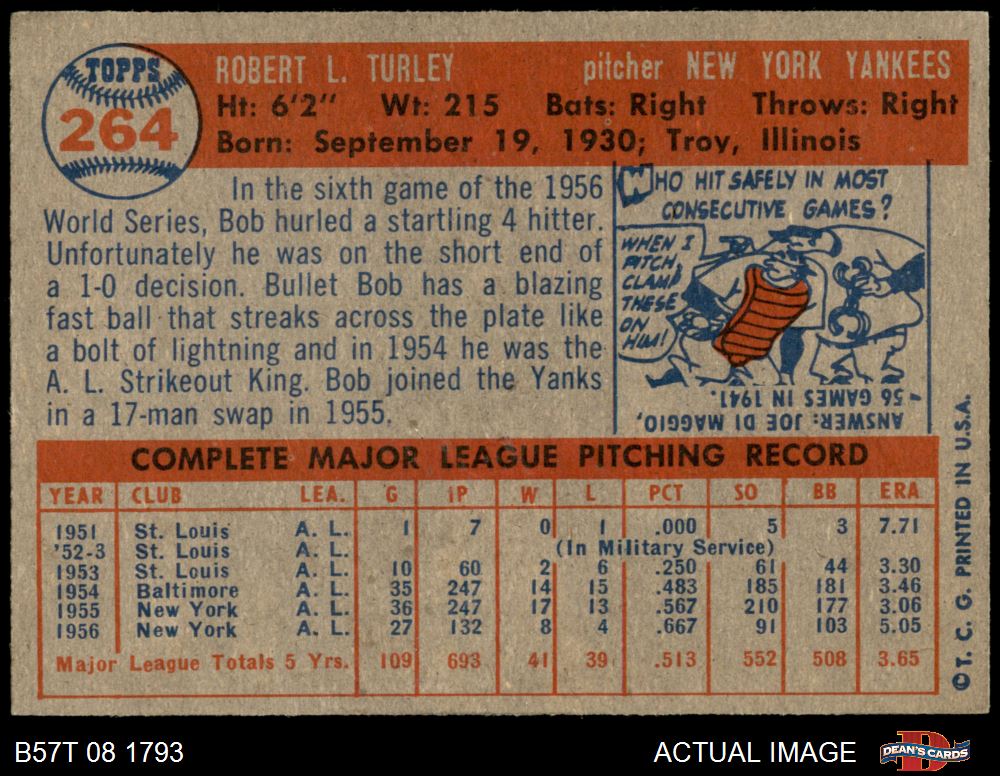 TOPPS
264
ROBERT L. TURLEY pitcher NEW YORK YANKEES
Ht: 6'2" Wt: 215 Bats: Right Throws: Right
Born: September 19, 1930; Troy, Illinois
In the sixth game of the 1956
World Series, Bob hurled a startling 4 hitter.
Unfortunately he was on the short end of
a 1-0 decision. Bullet Bob has a blazing
fast ball that streaks across the plate like
a bolt of lightning and in 1954 he was the
A. L. Strikeout King. Bob joined the Yanks
in a 17-man swap in 1955.
WHO HIT SAFELY IN MOST
CONSECUTIVE GAMES?
WHEN I
PITCH,
CLAMP
THESE
ON
HIM!
ANSWER: JOE DI MAGGIO,
- 56 GAMES IN 1941.
COMPLETE MAJOR LEAGUE PITCHING RECORD
YEAR CLUB LEA. G IP W L PCT SO BB ERA
1951 St. Louis A. L. 1 7 0 1 .000 5 3 7.71
'52-3 St. Louis A. L. (In Military Service)
1953 St. Louis A. L. 10 60 2 6 .250 61 44 3.30
1954 Baltimore A. L. 35 247 14 15 .483 185 181 3.46
1955 New York A. L. 36 247 17 13 .567 210 177 3.06
1956 New York A. L. 27 132 8 4 .667 91 103 5.05
Major League Totals 5 Yrs. 109 693 41 39 .513 552 508 3.65
©T. C. G. PRINTED IN U.S.A.
B57T 08 1793 ACTUAL IMAGE
DEAN'S CARDS